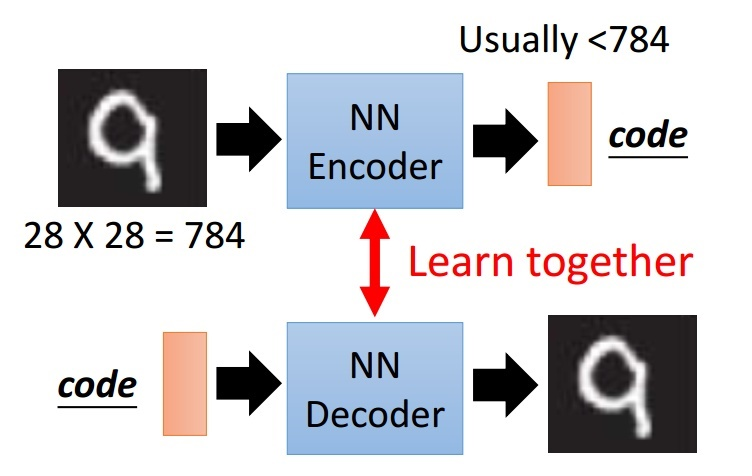 Usually <784
NN
Encoder
code
28 X 28 = 784
Learn together
code
NN
Decoder